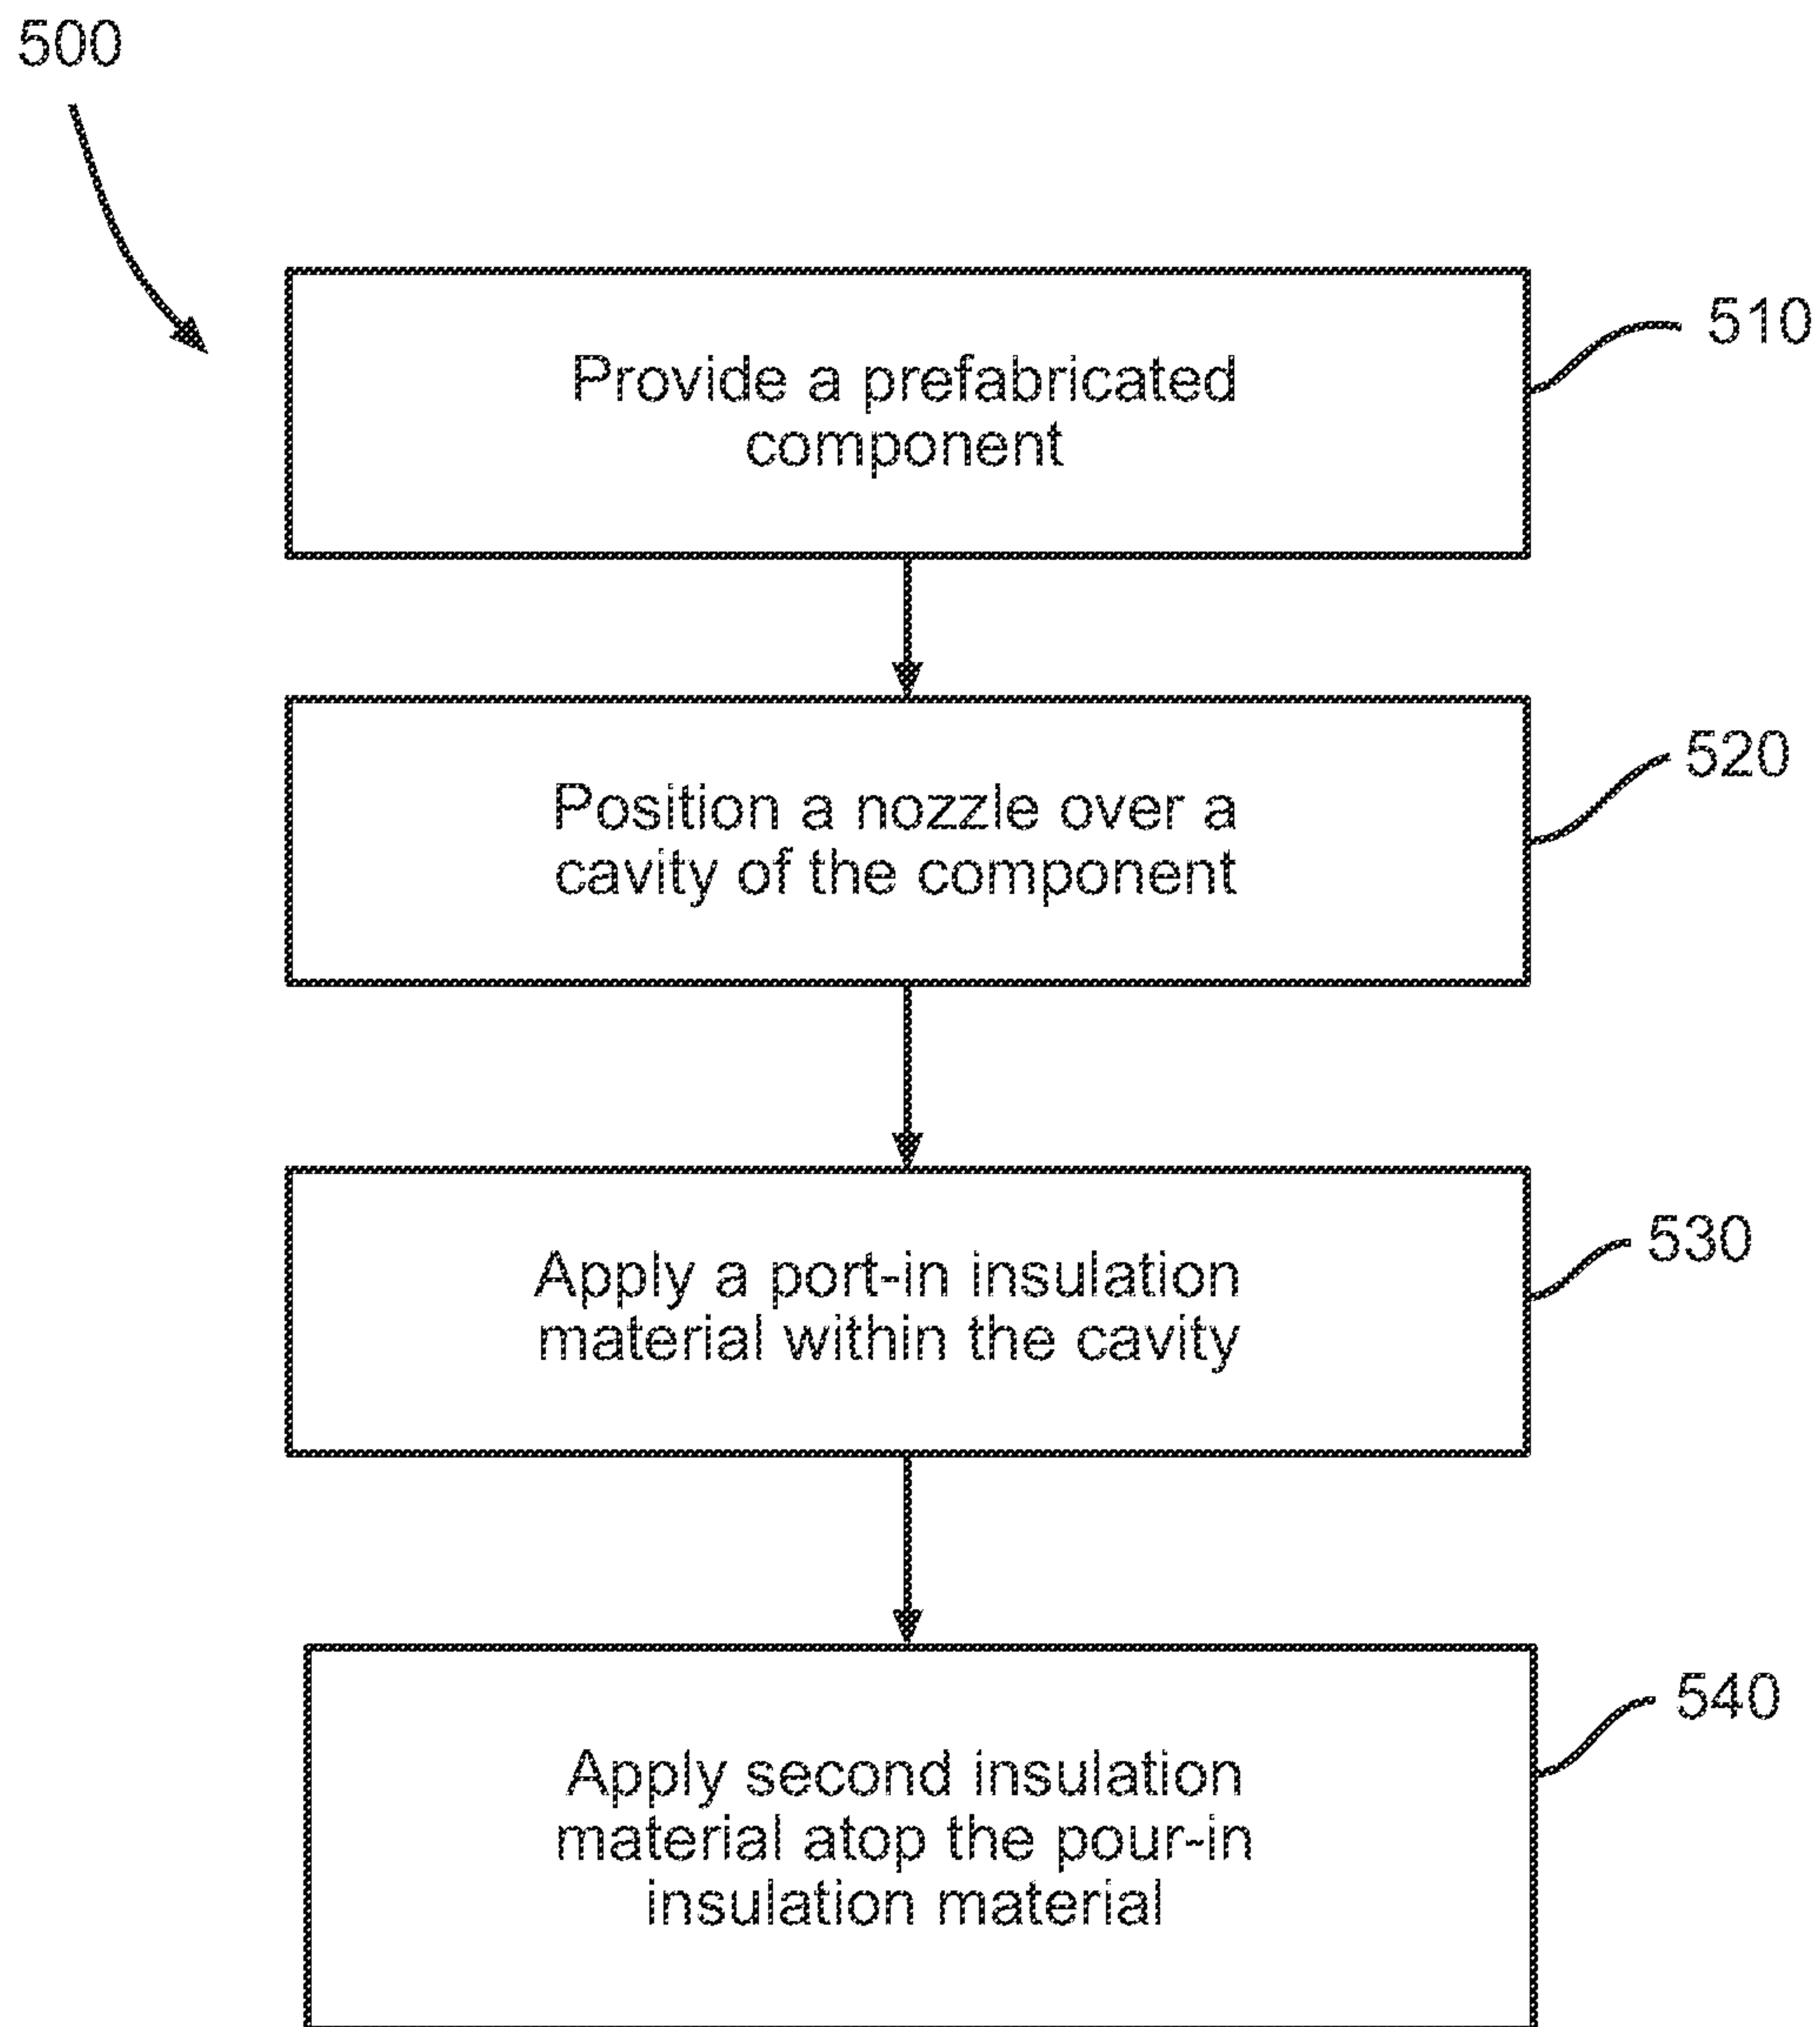 500
Provide a prefabricated
component
510
Position a nozzle over a
cavity of the component
520
Apply a port-in insulation
material within the cavity
530
Apply second insulation
material atop the pour-in
insulation material
540